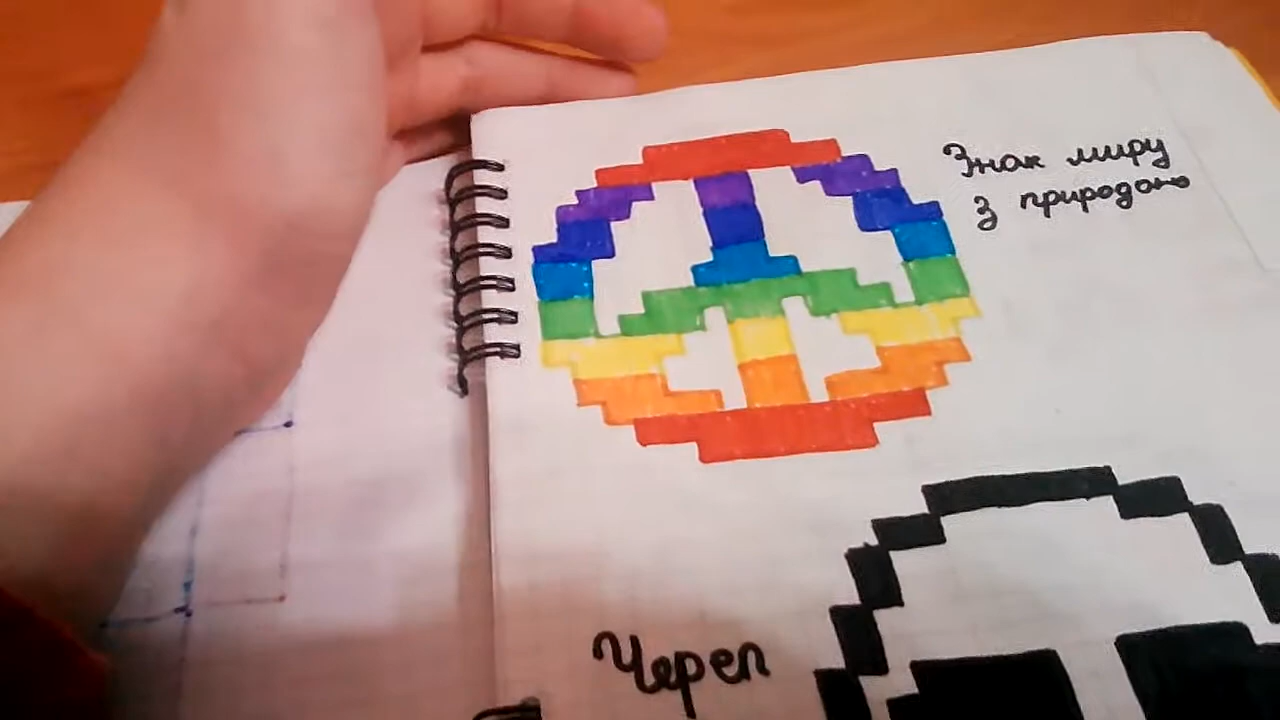 Знак миру
з природою
Череп